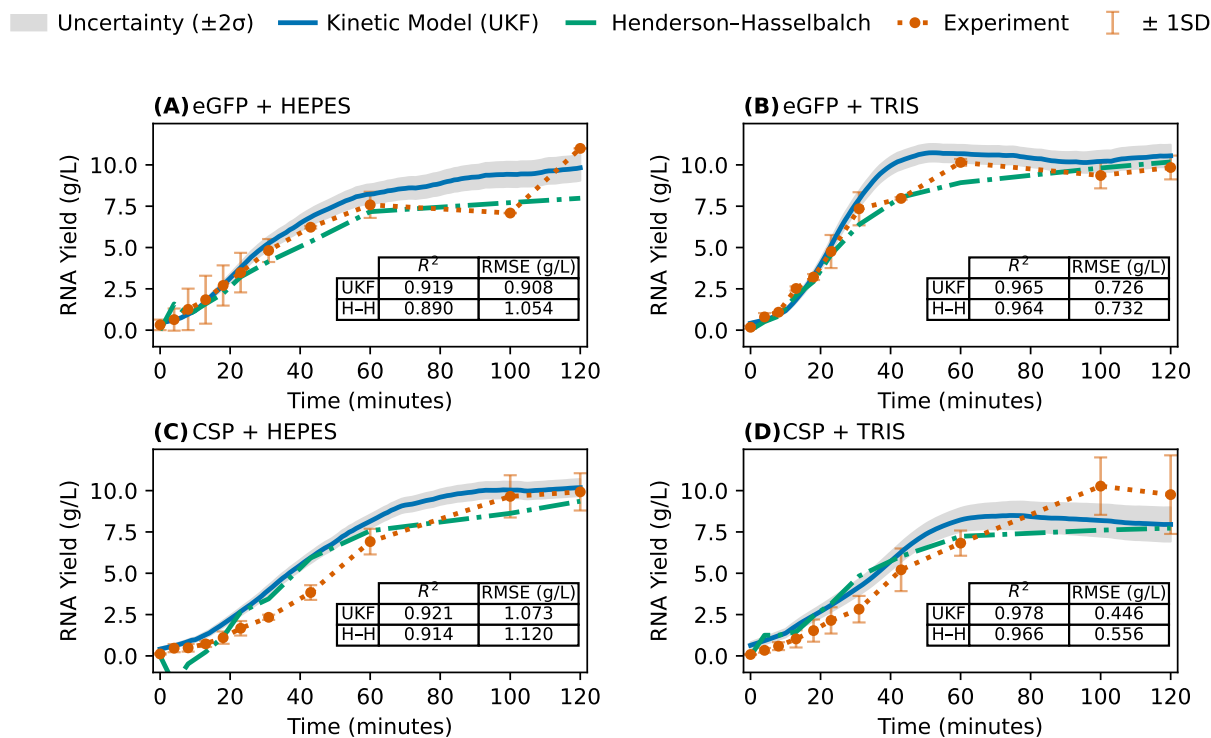 Uncertainty (±2σ) Kinetic Model (UKF) Henderson–Hasselbalch Experiment ± 1SD
(A) eGFP + HEPES
RNA Yield (g/L)
10.0
7.5
5.0
2.5
0.0
R² RMSE (g/L)
UKF 0.919 0.908
H–H 0.890 1.054
0 20 40 60 80 100 120
Time (minutes)
(B) eGFP + TRIS
RNA Yield (g/L)
10.0
7.5
5.0
2.5
0.0
R² RMSE (g/L)
UKF 0.965 0.726
H–H 0.964 0.732
0 20 40 60 80 100 120
Time (minutes)
(C) CSP + HEPES
RNA Yield (g/L)
10.0
7.5
5.0
2.5
0.0
R² RMSE (g/L)
UKF 0.921 1.073
H–H 0.914 1.120
0 20 40 60 80 100 120
Time (minutes)
(D) CSP + TRIS
RNA Yield (g/L)
10.0
7.5
5.0
2.5
0.0
R² RMSE (g/L)
UKF 0.978 0.446
H–H 0.966 0.556
0 20 40 60 80 100 120
Time (minutes)